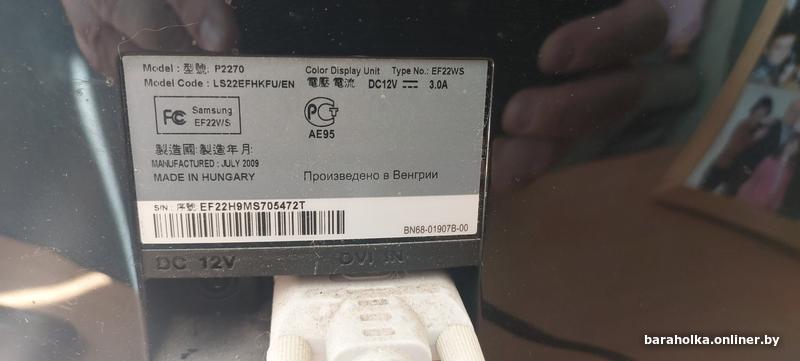 Model : 型號: P2270 Color Display Unit Type No.: EF22WS
Model Code : LS22EFHKFU/EN 電壓 電流 DC12V ⎓ 3.0A
FC Samsung
EF22WS
PCT
AE95
製造國: 製造年月:
MANUFACTURED : JULY 2009
MADE IN HUNGARY Произведено в Венгрии
S/N : 序號: EF22H9MS705472T
BN68-01907B-00
DC 12V DVI IN
baraholka.onliner.by